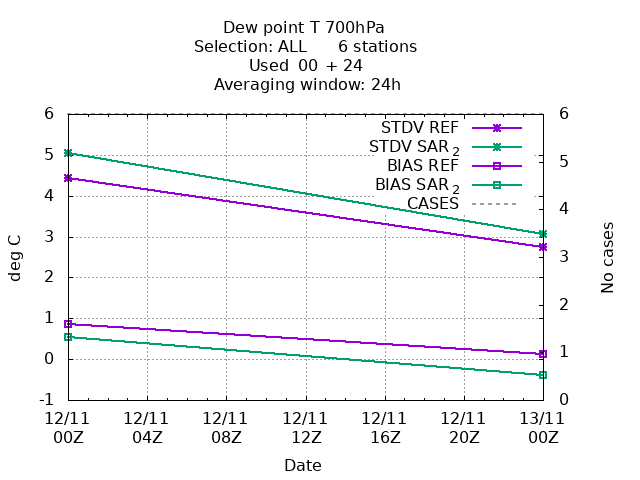 Dew point T 700hPa
Selection: ALL 6 stations
Used 00 + 24
Averaging window: 24h
6
5
4
3
2
1
0
-1
deg C
6
5
4
3
2
1
0
No cases
STDV REF
STDV SAR 2
BIAS REF
BIAS SAR 2
CASES
12/11 12/11 12/11 12/11 12/11 12/11 13/11
00Z 04Z 08Z 12Z 16Z 20Z 00Z
Date